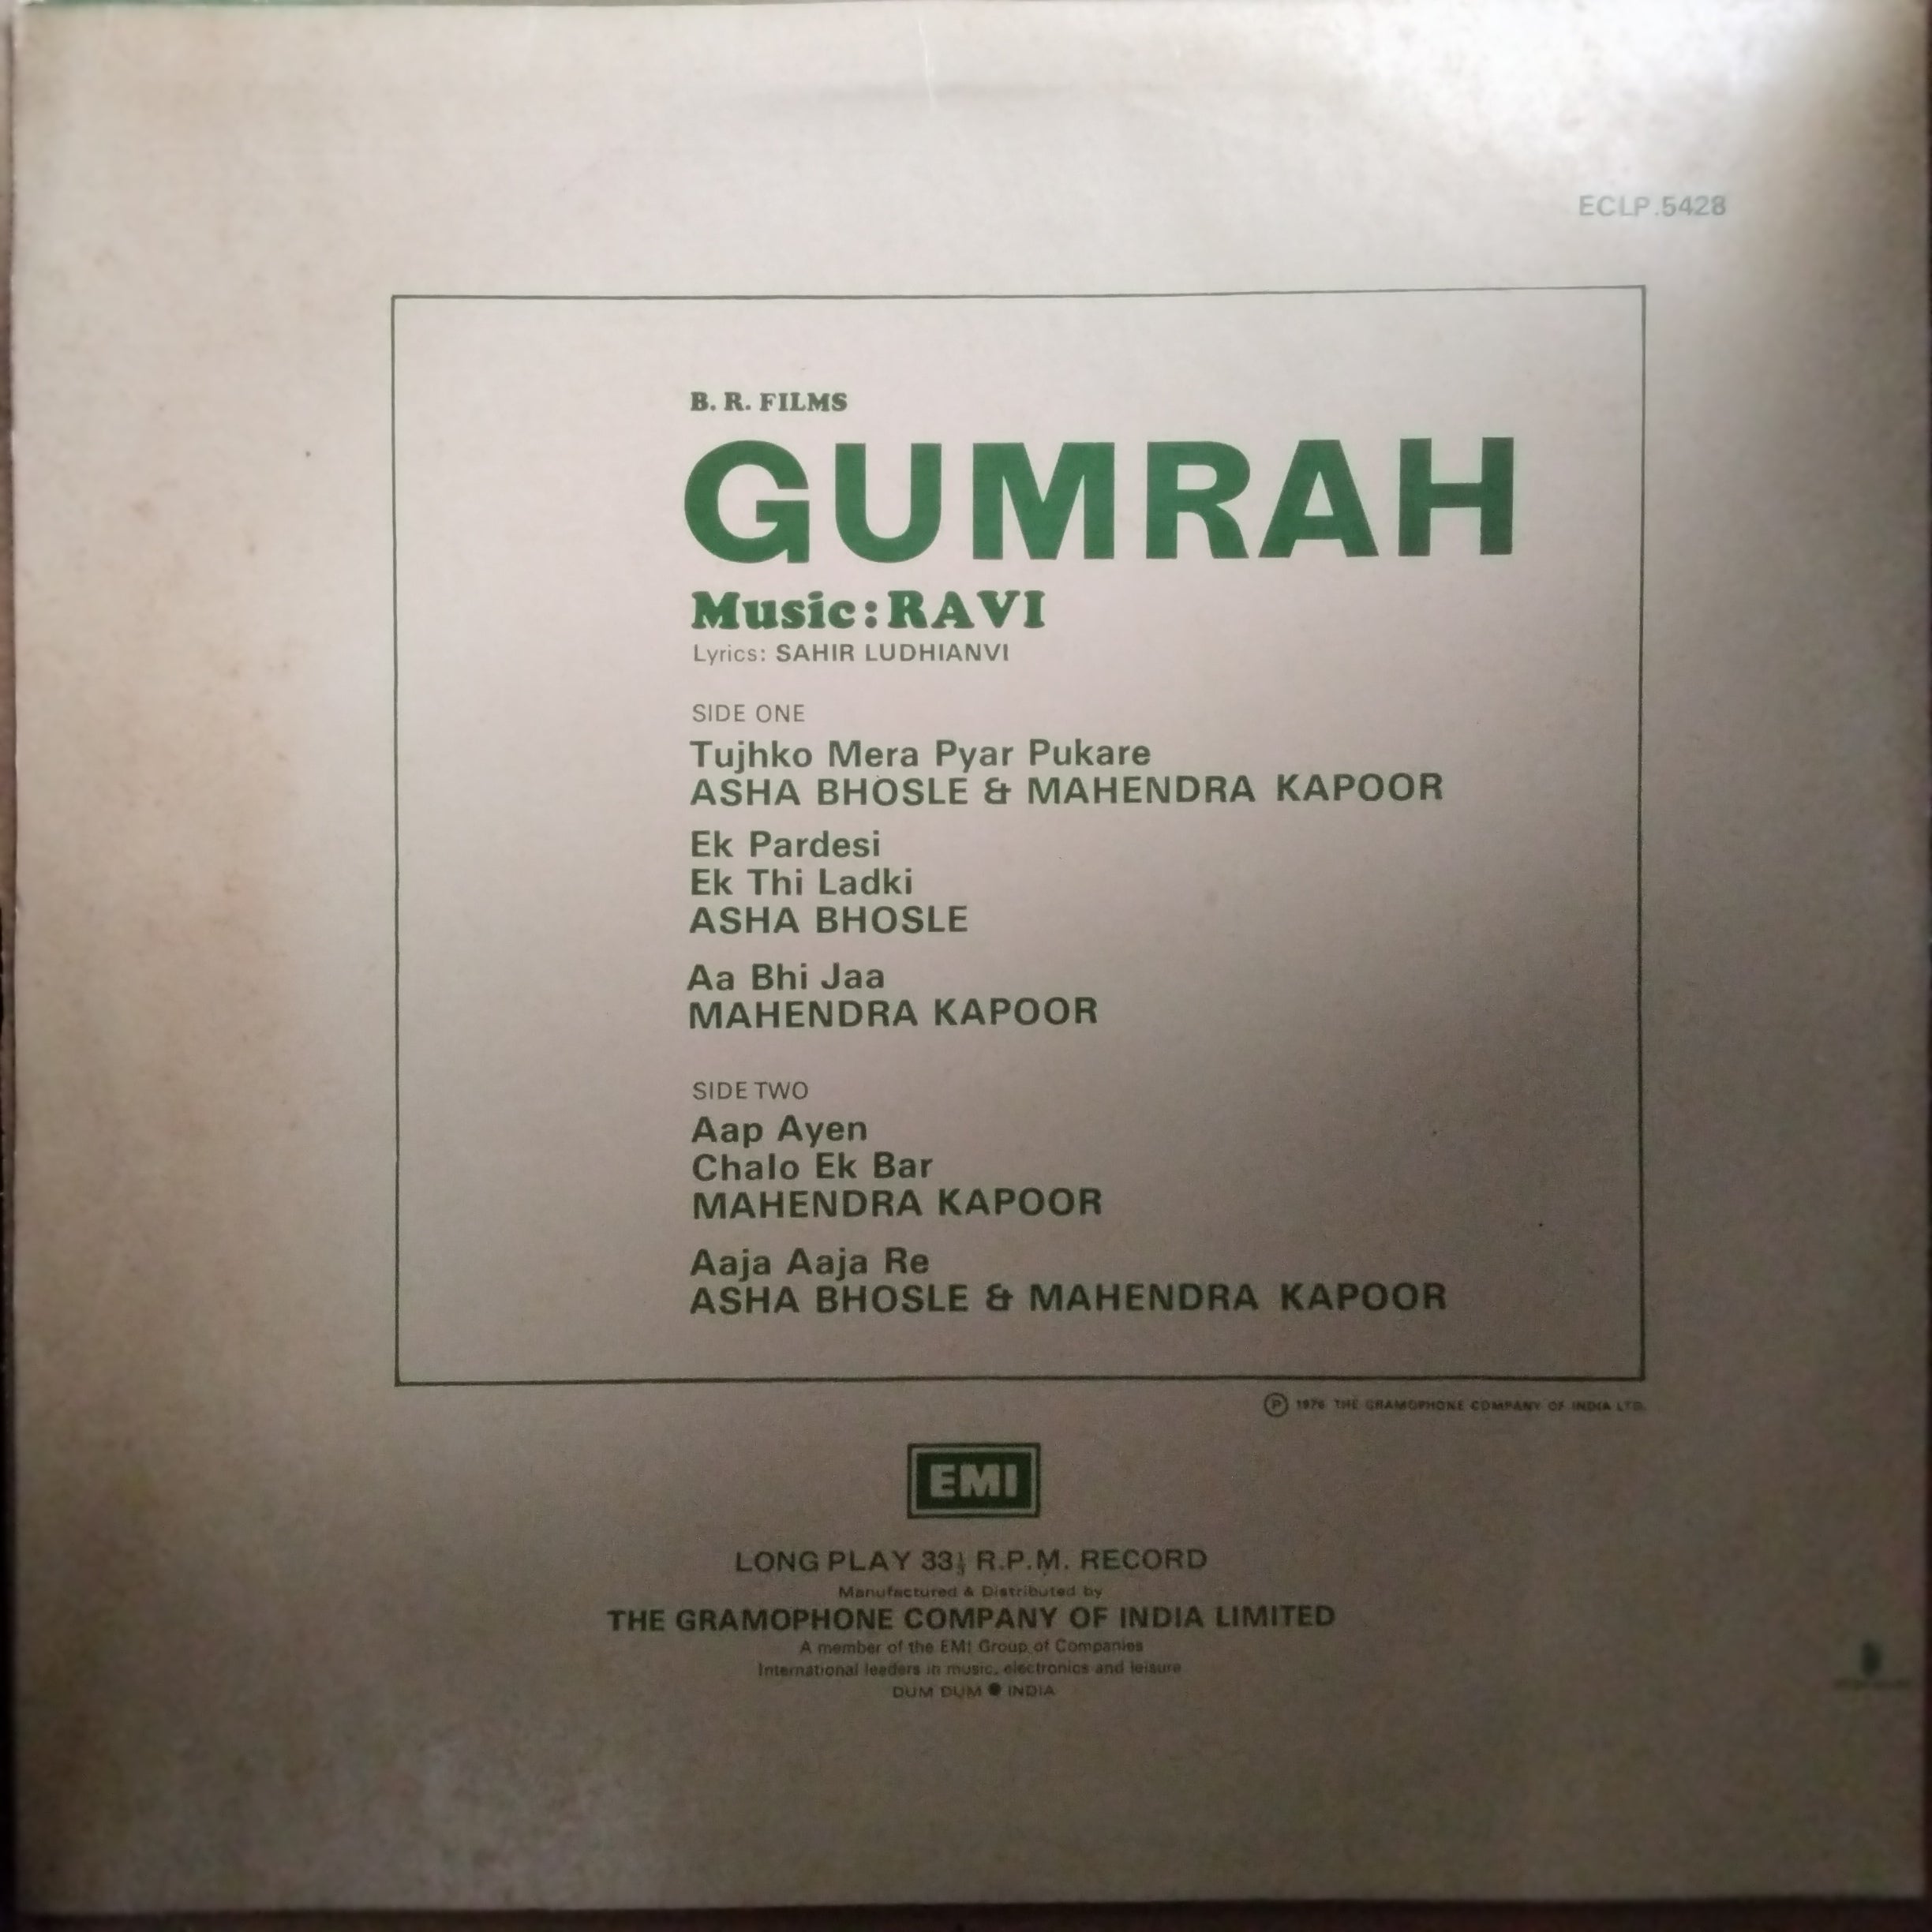 ECLP.5428
B. R. FILMS
GUMRAH
Music: RAVI
Lyrics: SAHIR LUDHIANVI
SIDE ONE
Tujhko Mera Pyar Pukare
ASHA BHOSLE & MAHENDRA KAPOOR
Ek Pardesi
Ek Thi Ladki
ASHA BHOSLE
Aa Bhi Jaa
MAHENDRA KAPOOR
SIDE TWO
Aap Ayen
Chalo Ek Bar
MAHENDRA KAPOOR
Aaja Aaja Re
ASHA BHOSLE & MAHENDRA KAPOOR
Ⓟ 1976 THE GRAMOPHONE COMPANY OF INDIA LTD.
EMI
LONG PLAY 33⅓ R.P.M. RECORD
Manufactured & Distributed by
THE GRAMOPHONE COMPANY OF INDIA LIMITED
A member of the EMI Group of Companies
International leaders in music, electronics and leisure
DUM DUM ● INDIA